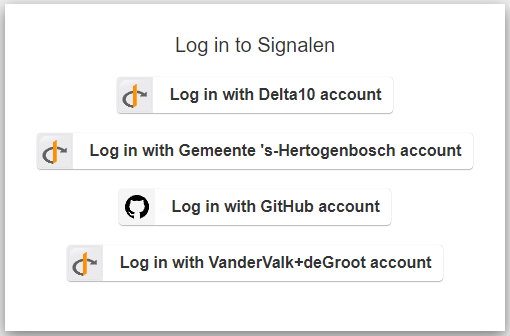 Log in to Signalen
Log in with Delta10 account
Log in with Gemeente 's-Hertogenbosch account
Log in with GitHub account
Log in with VanderValk+deGroot account